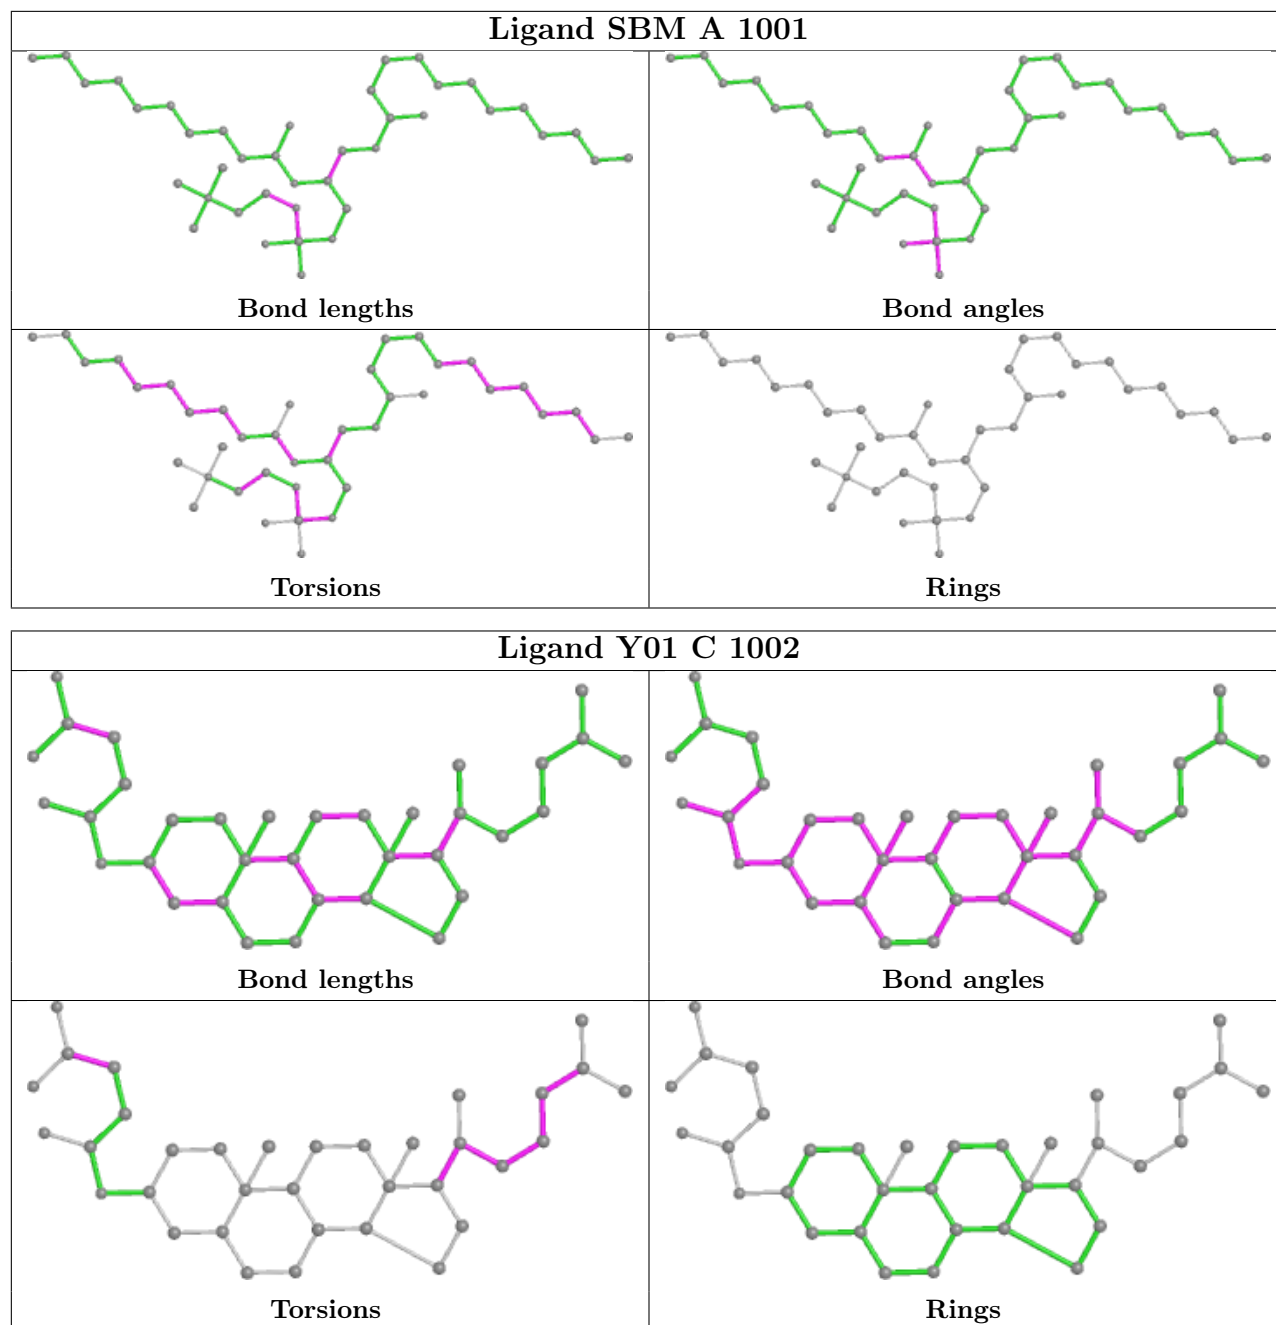 Ligand SBM A 1001
Bond lengths
Bond angles
Torsions
Rings
Ligand Y01 C 1002
Bond lengths
Bond angles
Torsions
Rings